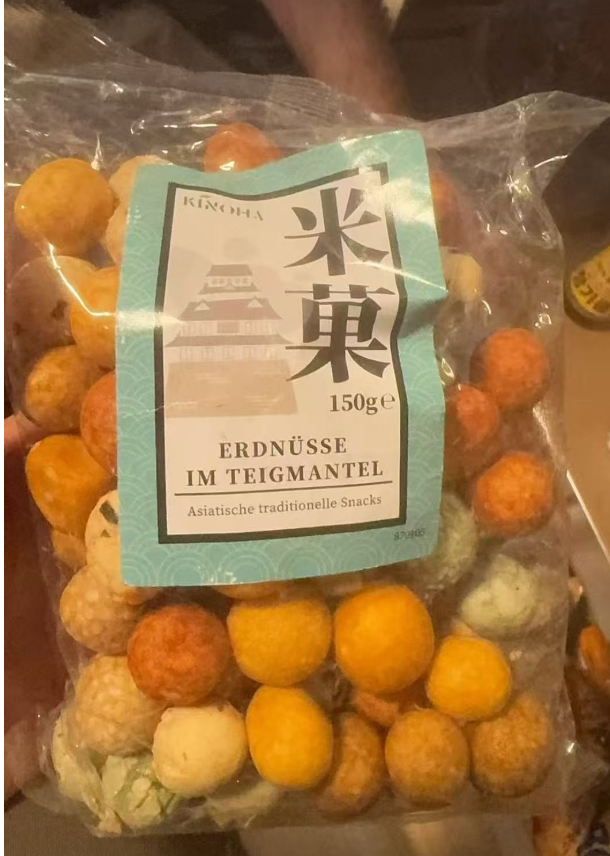 KINOHA
米菓
150g℮
ERDNÜSSE
IM TEIGMANTEL
Asiatische traditionelle Snacks